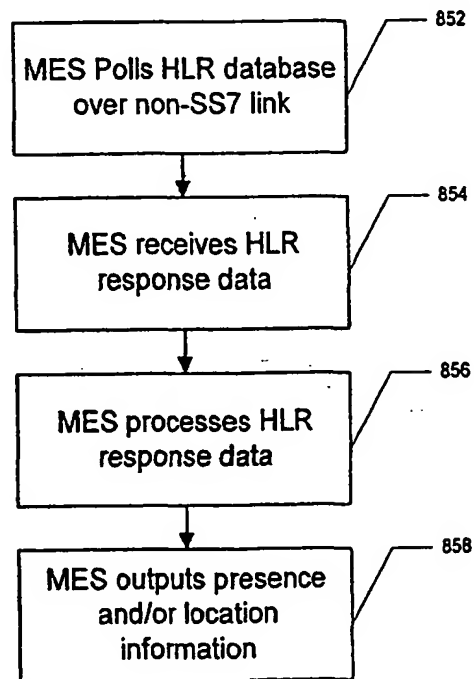 852
MES Polls HLR database
over non-SS7 link
854
MES receives HLR
response data
856
MES processes HLR
response data
858
MES outputs presence
and/or location
information